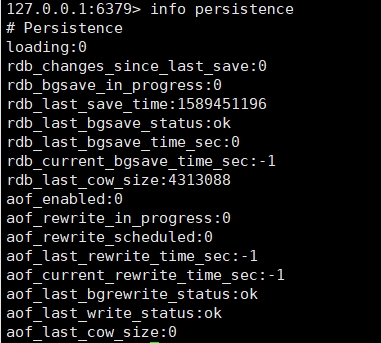 127.0.0.1:6379> info persistence
# Persistence
loading:0
rdb_changes_since_last_save:0
rdb_bgsave_in_progress:0
rdb_last_save_time:1589451196
rdb_last_bgsave_status:ok
rdb_last_bgsave_time_sec:0
rdb_current_bgsave_time_sec:-1
rdb_last_cow_size:4313088
aof_enabled:0
aof_rewrite_in_progress:0
aof_rewrite_scheduled:0
aof_last_rewrite_time_sec:-1
aof_current_rewrite_time_sec:-1
aof_last_bgrewrite_status:ok
aof_last_write_status:ok
aof_last_cow_size:0